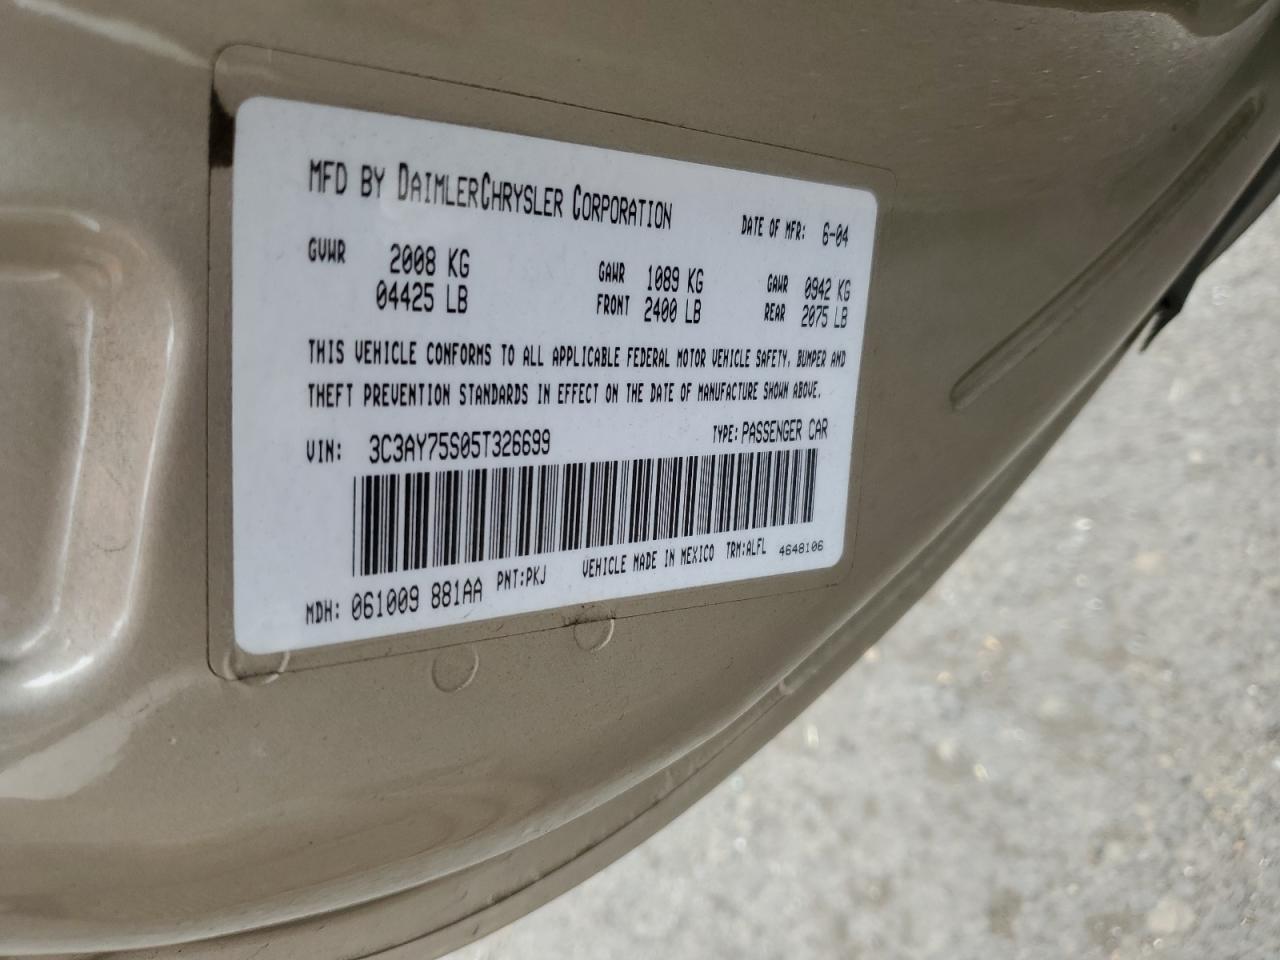 MFD BY DAIMLERCHRYSLER CORPORATION DATE OF MFR: 6-04
GVWR 2008 KG GAWR 1089 KG GAWR 0942 KG
04425 LB FRONT 2400 LB REAR 2075 LB
THIS VEHICLE CONFORMS TO ALL APPLICABLE FEDERAL MOTOR VEHICLE SAFETY, BUMPER AND
THEFT PREVENTION STANDARDS IN EFFECT ON THE DATE OF MANUFACTURE SHOWN ABOVE.
VIN: 3C3AY75S05T326699 TYPE: PASSENGER CAR
MDH: 061009 881AA PNT:PKJ VEHICLE MADE IN MEXICO TRM:ALFL 4648106